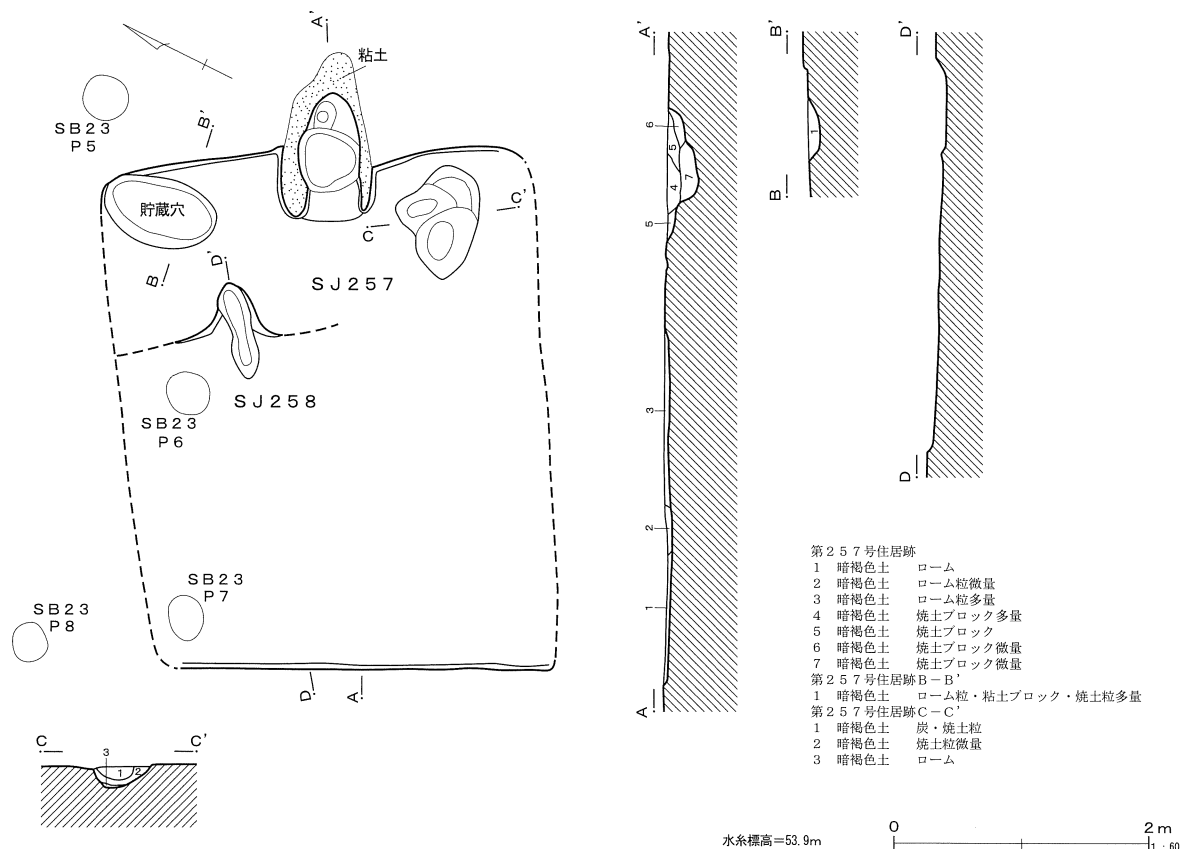 A'
粘土
SB23
P5
B'
貯蔵穴
C'
C
B
D'
SJ257
SJ258
SB23
P6
SB23
P7
SB23
P8
D
A
C
C'
3
1
2
A'
6
5
4
7
5
3
2
1
A
B'
1
B
D'
D
第257号住居跡
1 暗褐色土 ローム
2 暗褐色土 ローム粒微量
3 暗褐色土 ローム粒多量
4 暗褐色土 焼土ブロック多量
5 暗褐色土 焼土ブロック
6 暗褐色土 焼土ブロック微量
7 暗褐色土 焼土ブロック微量
第257号住居跡B-B'
1 暗褐色土 ローム粒・粘土ブロック・焼土粒多量
第257号住居跡C-C'
1 暗褐色土 炭・焼土粒
2 暗褐色土 焼土粒微量
3 暗褐色土 ローム
水糸標高=53.9m
0
2m
1:60